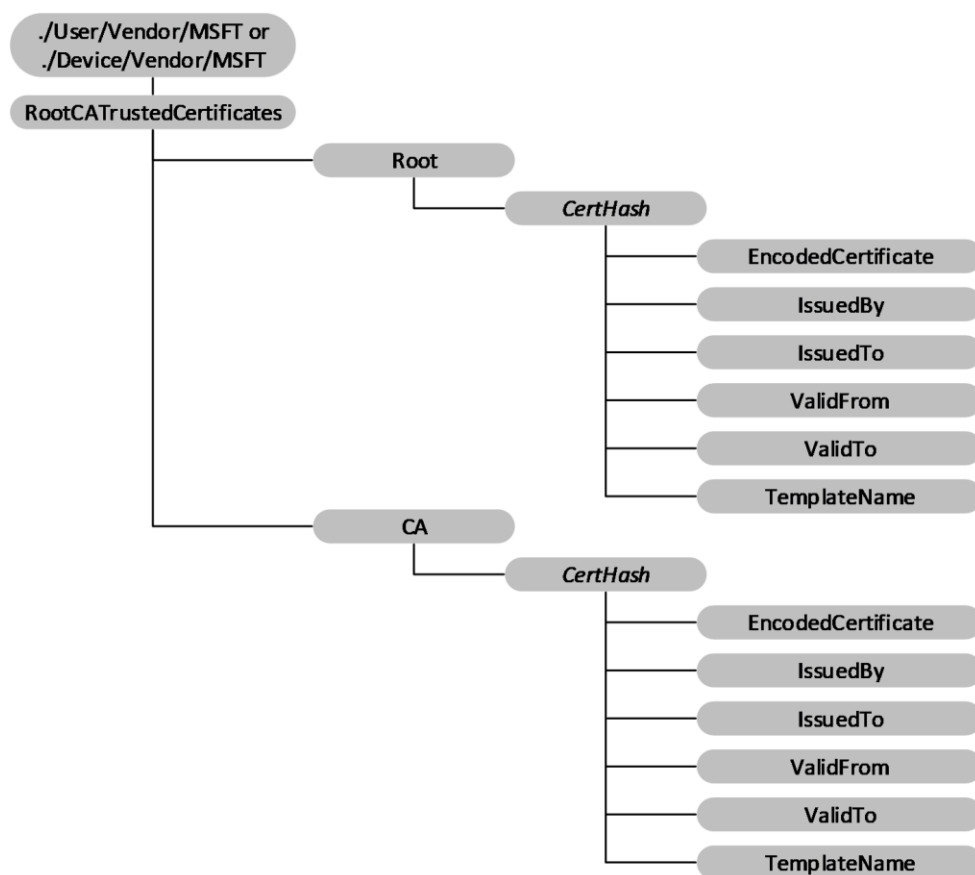 ./User/Vendor/MSFT or
./Device/Vendor/MSFT
RootCATrustedCertificates
Root
CertHash
EncodedCertificate
IssuedBy
IssuedTo
ValidFrom
ValidTo
TemplateName
CA
CertHash
EncodedCertificate
IssuedBy
IssuedTo
ValidFrom
ValidTo
TemplateName